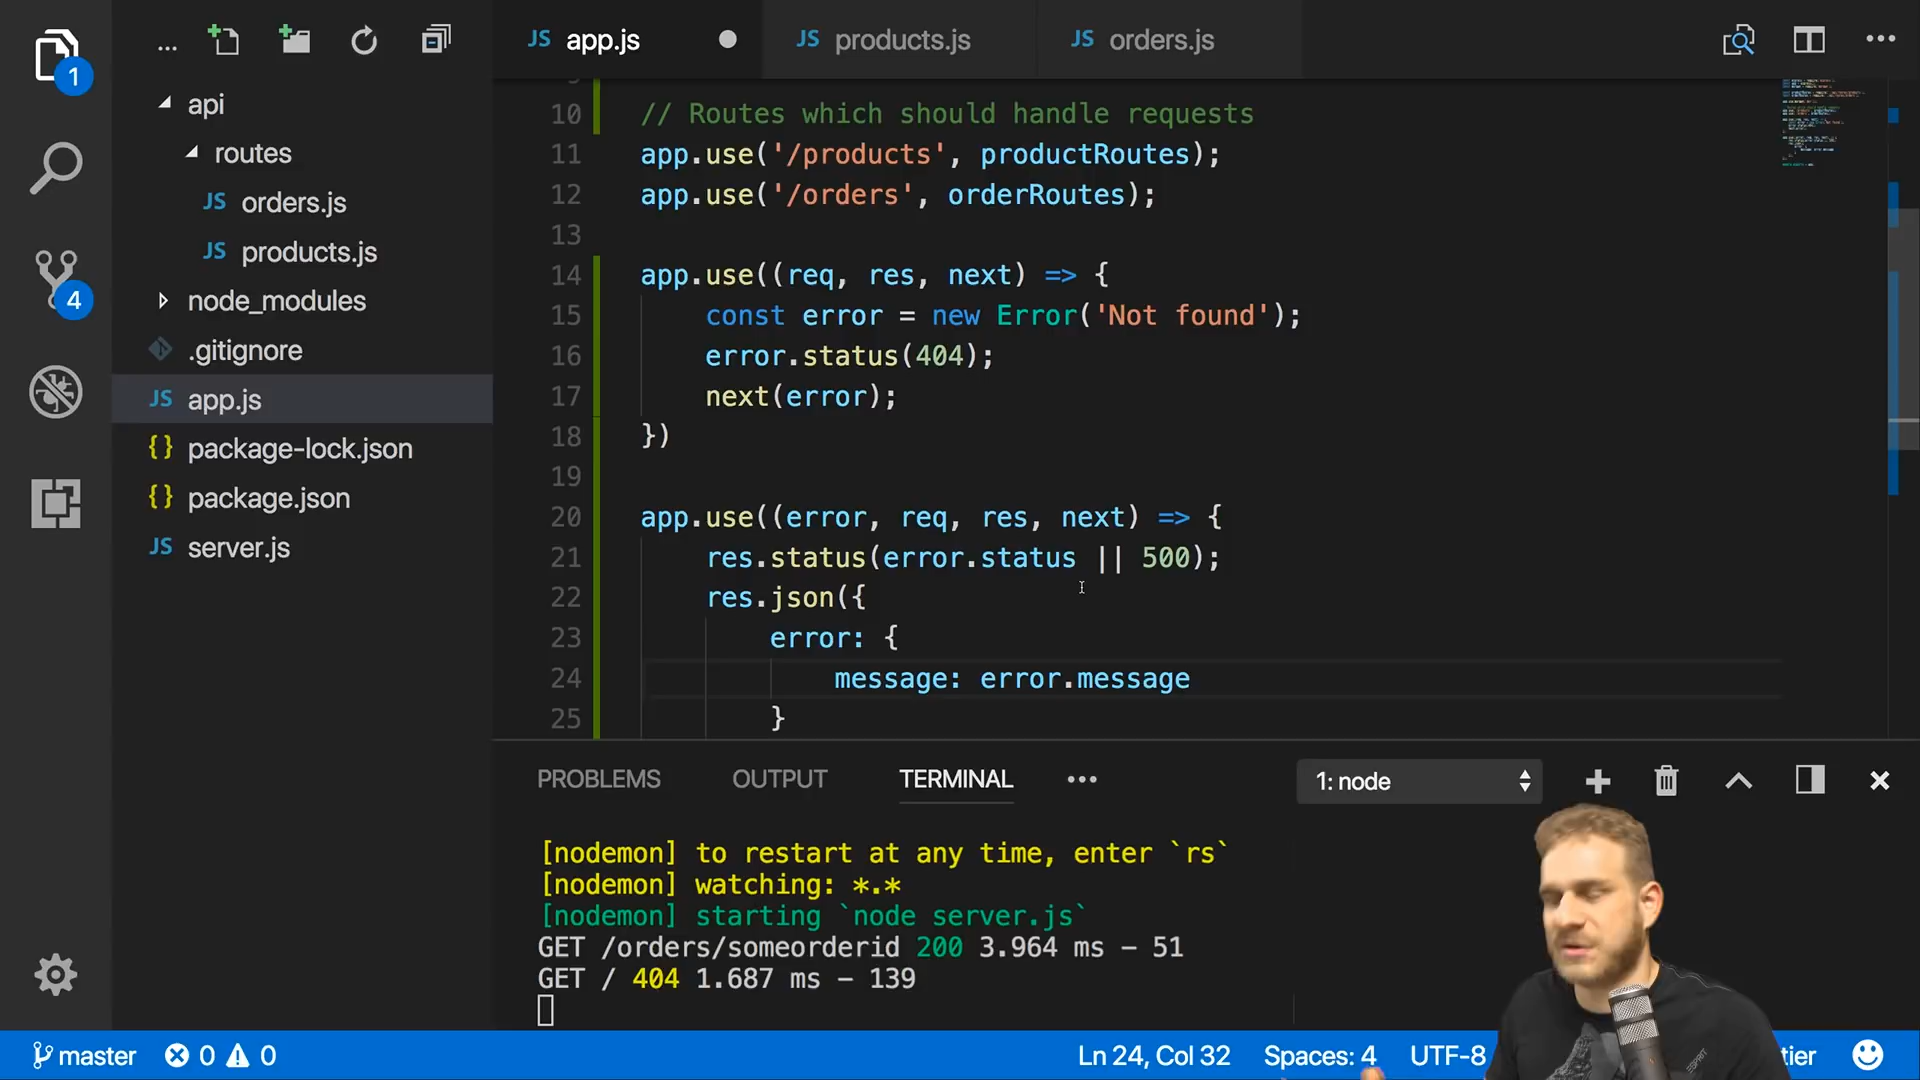 ... JS app.js JS products.js JS orders.js ...
1
api
routes
JS orders.js
JS products.js
4
node_modules
.gitignore
JS app.js
{} package-lock.json
{} package.json
JS server.js
10 // Routes which should handle requests
11 app.use('/products', productRoutes);
12 app.use('/orders', orderRoutes);
13
14 app.use((req, res, next) => {
15 const error = new Error('Not found');
16 error.status(404);
17 next(error);
18 })
19
20 app.use((error, req, res, next) => {
21 res.status(error.status || 500);
22 res.json({
23 error: {
24 message: error.message
25 }
PROBLEMS OUTPUT TERMINAL ... 1: node
[nodemon] to restart at any time, enter `rs`
[nodemon] watching: *.*
[nodemon] starting `node server.js`
GET /orders/someorderid 200 3.964 ms - 51
GET / 404 1.687 ms - 139
master 0 0 Ln 24, Col 32 Spaces: 4 UTF-8 tier